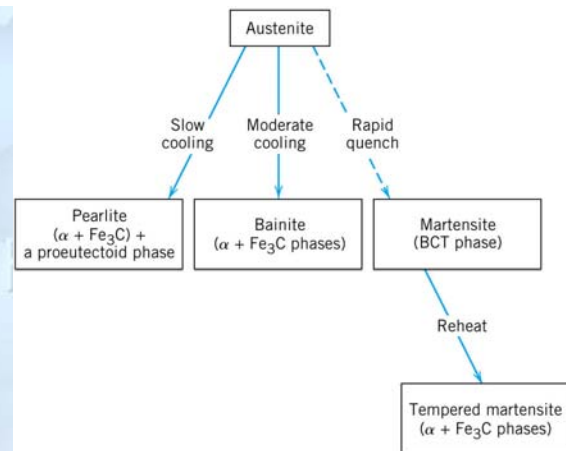 Austenite
Slow
cooling
Moderate
cooling
Rapid
quench
Pearlite
(α + Fe₃C) +
a proeutectoid phase
Bainite
(α + Fe₃C phases)
Martensite
(BCT phase)
Reheat
Tempered martensite
(α + Fe₃C phases)